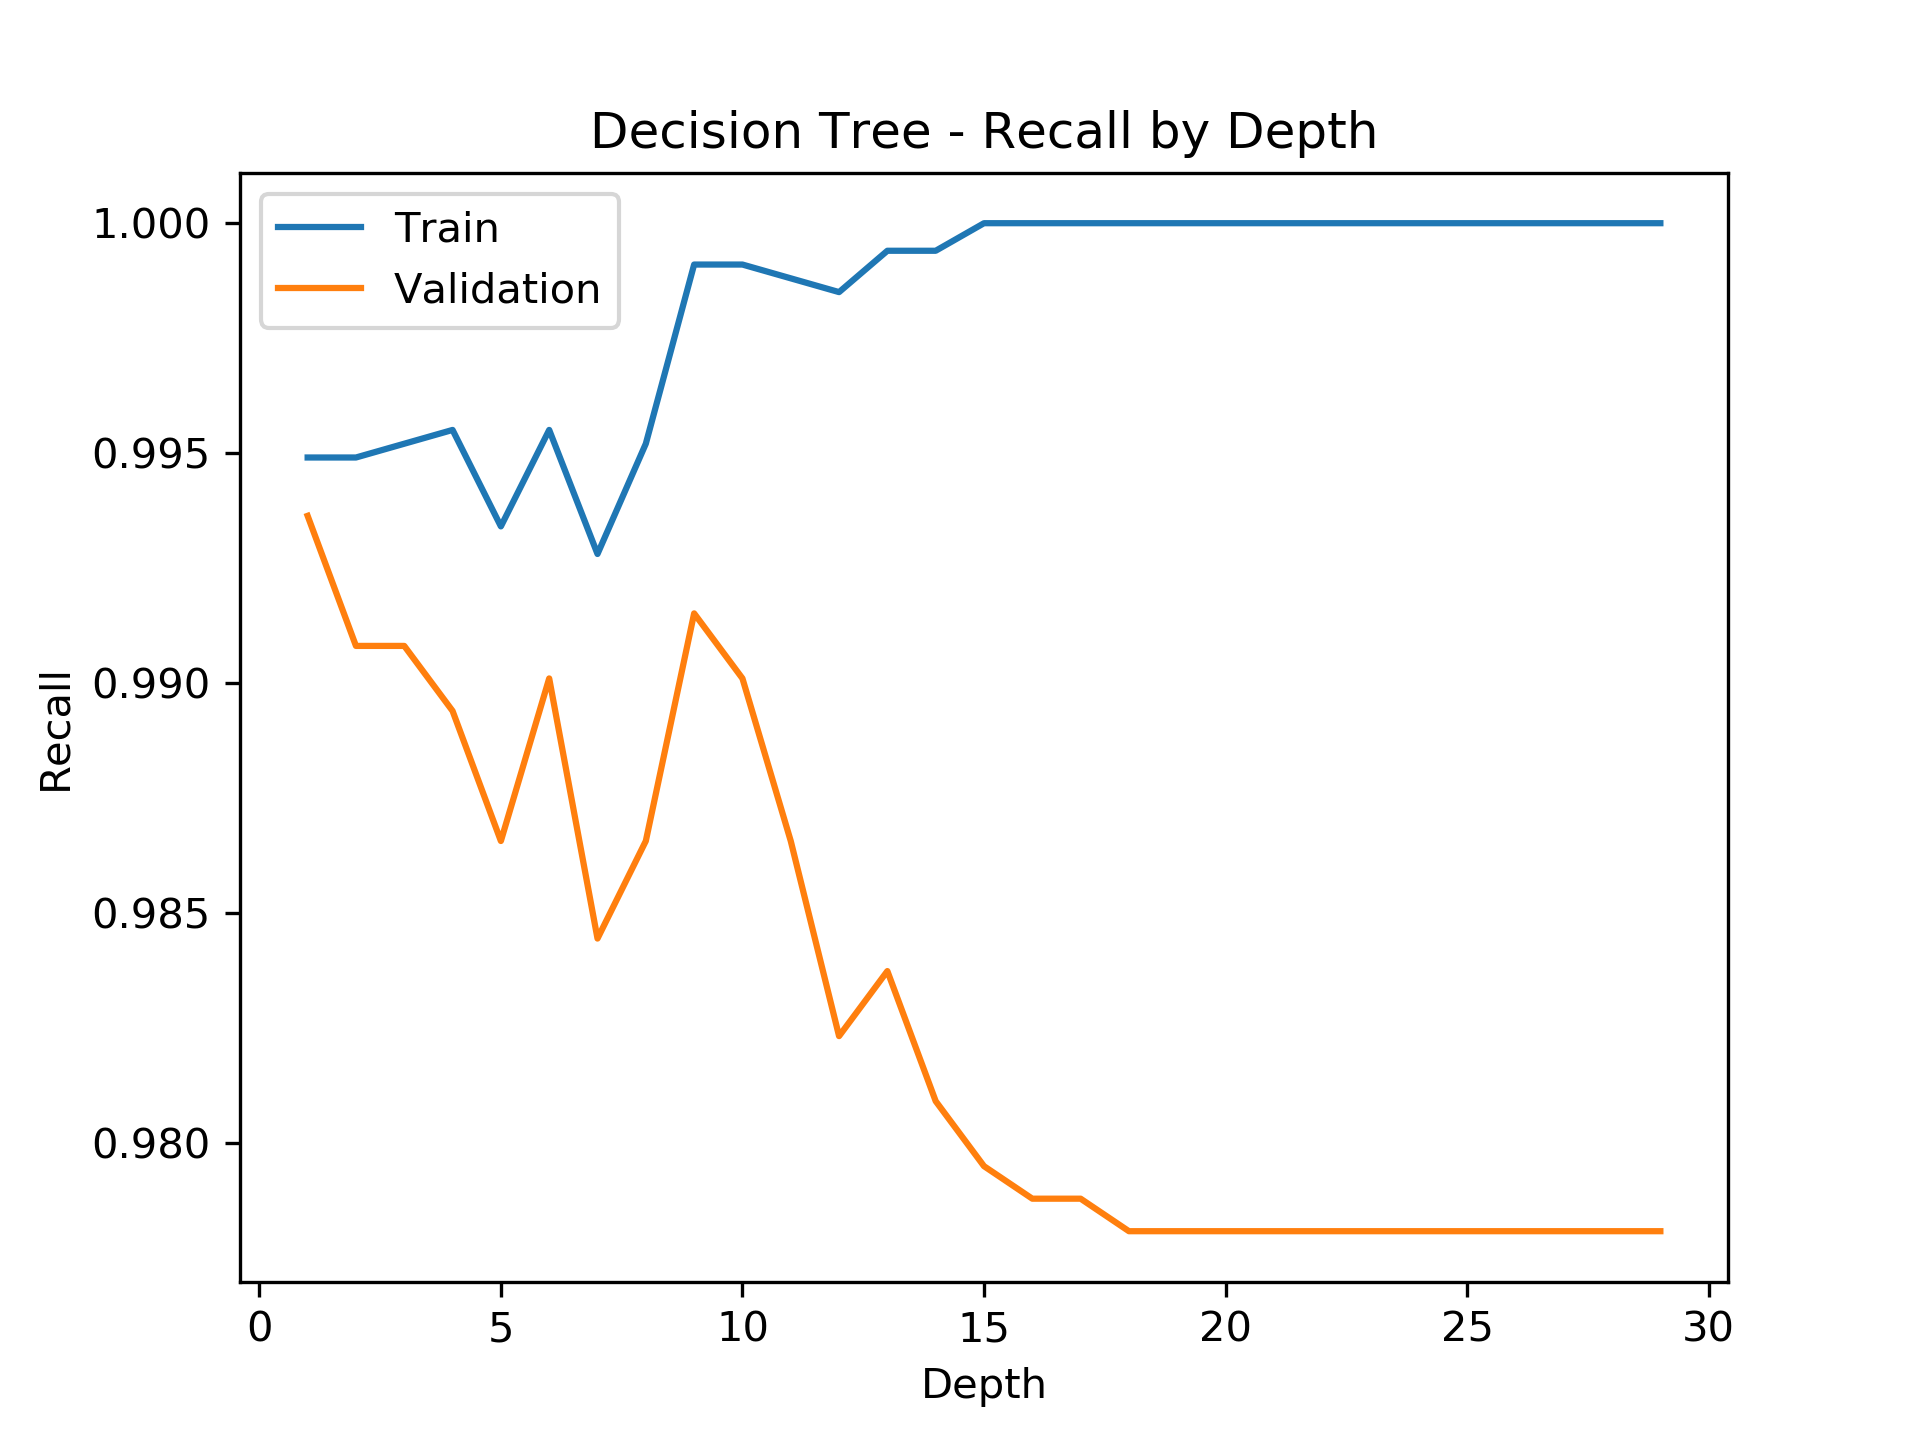 Decision Tree - Recall by Depth
Train
Validation
1.000
0.995
0.990
0.985
0.980
Recall
0 5 10 15 20 25 30
Depth